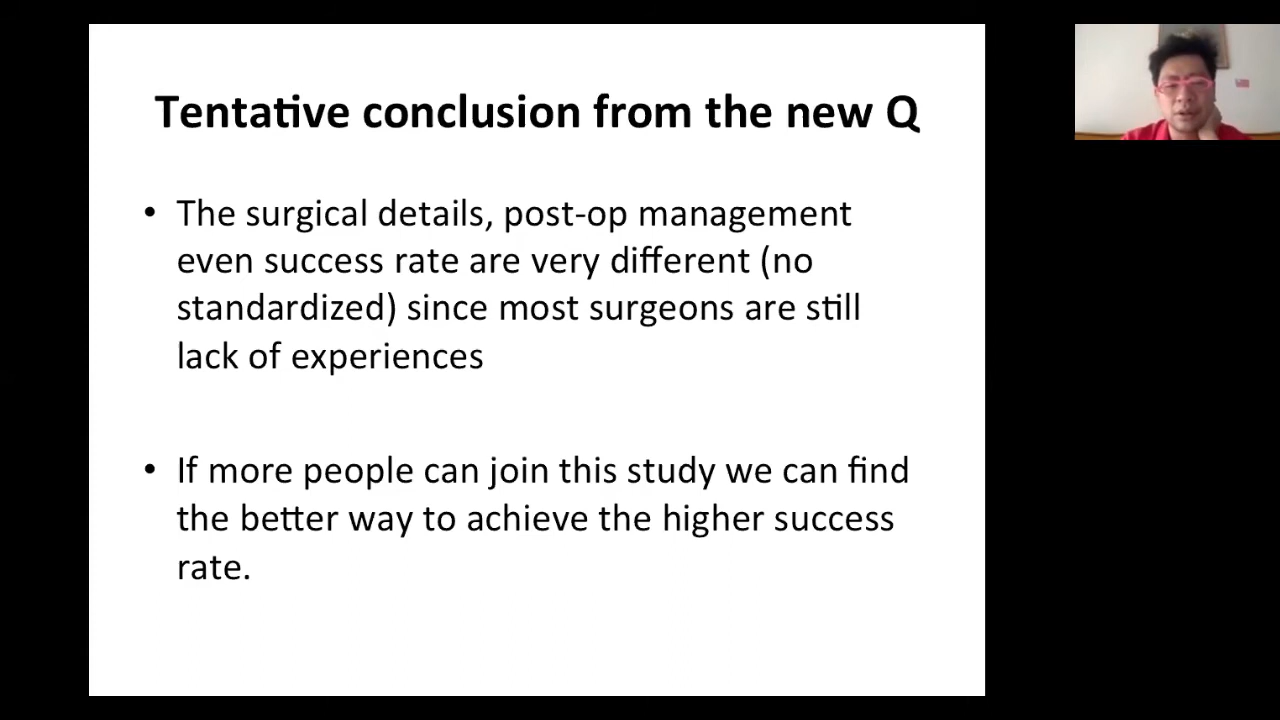 Tentative conclusion from the new Q
• The surgical details, post-op management
even success rate are very different (no
standardized) since most surgeons are still
lack of experiences
• If more people can join this study we can find
the better way to achieve the higher success
rate.